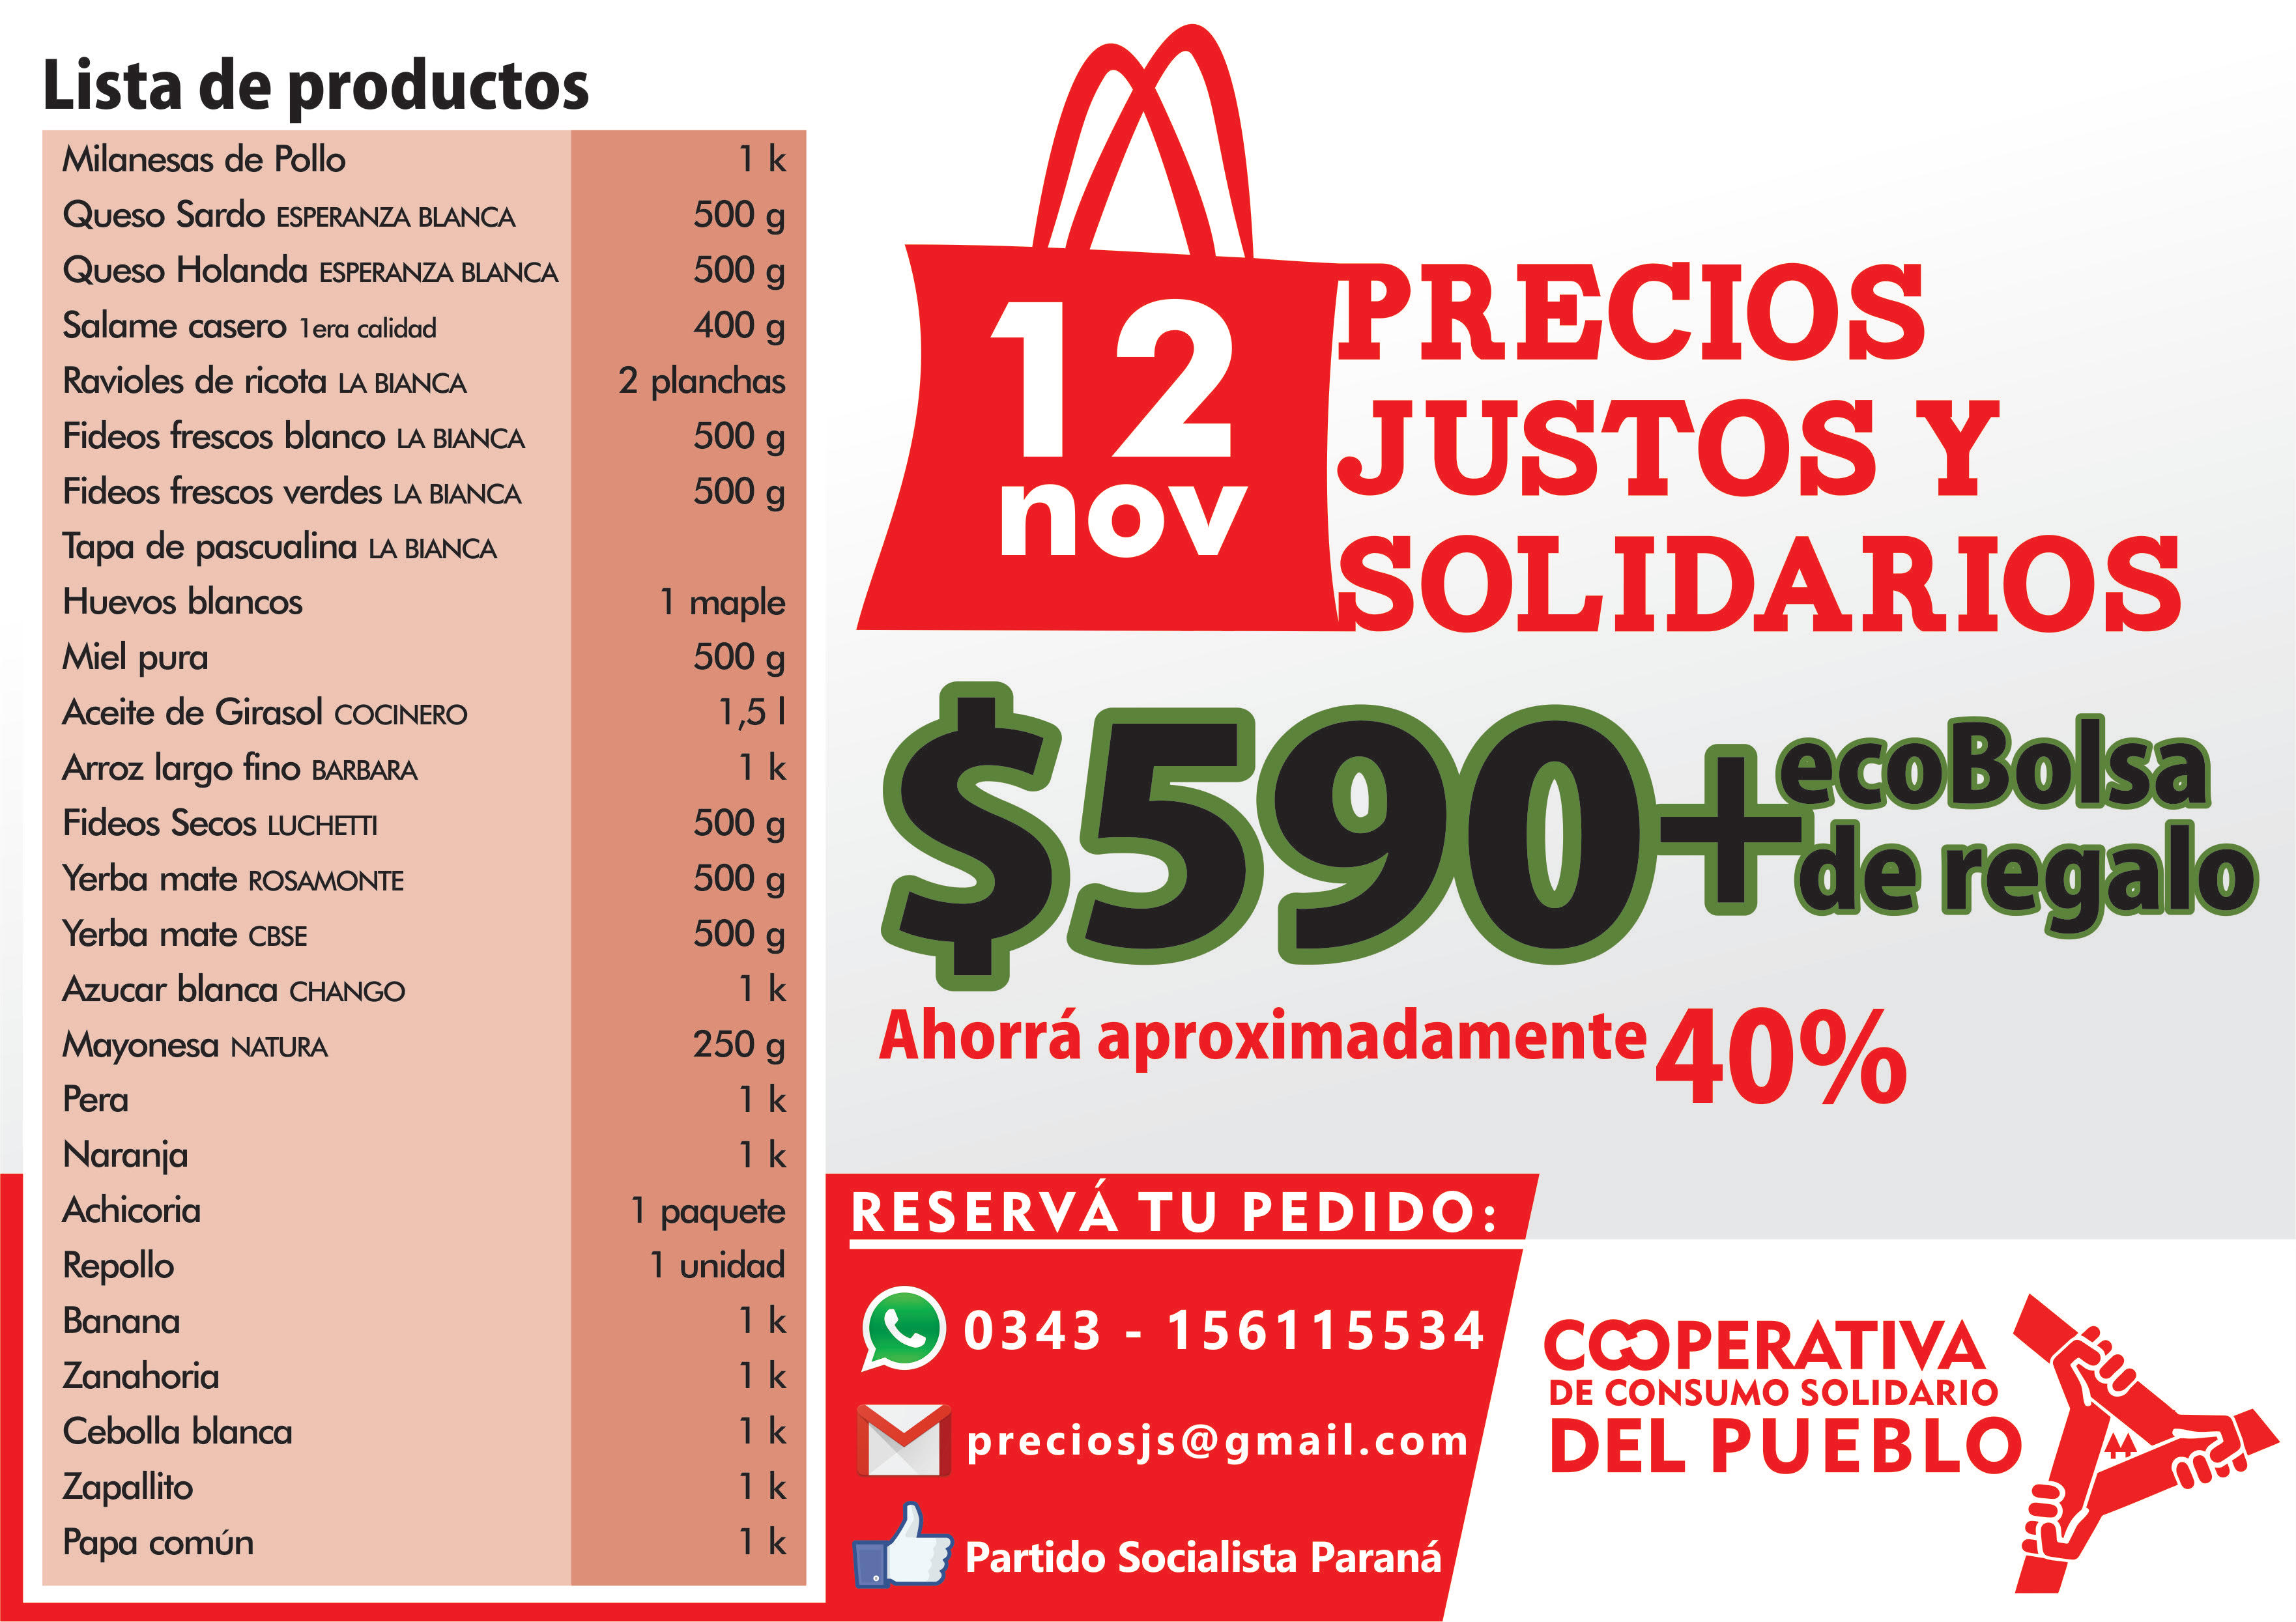 Lista de productos
Milanesas de Pollo 1 k
Queso Sardo ESPERANZA BLANCA 500 g
Queso Holanda ESPERANZA BLANCA 500 g
Salame casero 1era calidad 400 g
Ravioles de ricota LA BIANCA 2 planchas
Fideos frescos blanco LA BIANCA 500 g
Fideos frescos verdes LA BIANCA 500 g
Tapa de pascualina LA BIANCA
Huevos blancos 1 maple
Miel pura 500 g
Aceite de Girasol COCINERO 1,5 l
Arroz largo fino BARBARA 1 k
Fideos Secos LUCHETTI 500 g
Yerba mate ROSAMONTE 500 g
Yerba mate CBSE 500 g
Azucar blanca CHANGO 1 k
Mayonesa NATURA 250 g
Pera 1 k
Naranja 1 k
Achicoria 1 paquete
Repollo 1 unidad
Banana 1 k
Zanahoria 1 k
Cebolla blanca 1 k
Zapallito 1 k
Papa común 1 k
12
nov
PRECIOS
JUSTOS Y
SOLIDARIOS
$590+ecoBolsa
de regalo
Ahorrá aproximadamente 40%
RESERVÁ TU PEDIDO:
0343 - 156115534
preciosjs@gmail.com
Partido Socialista Paraná
COOPERATIVA
DE CONSUMO SOLIDARIO
DEL PUEBLO